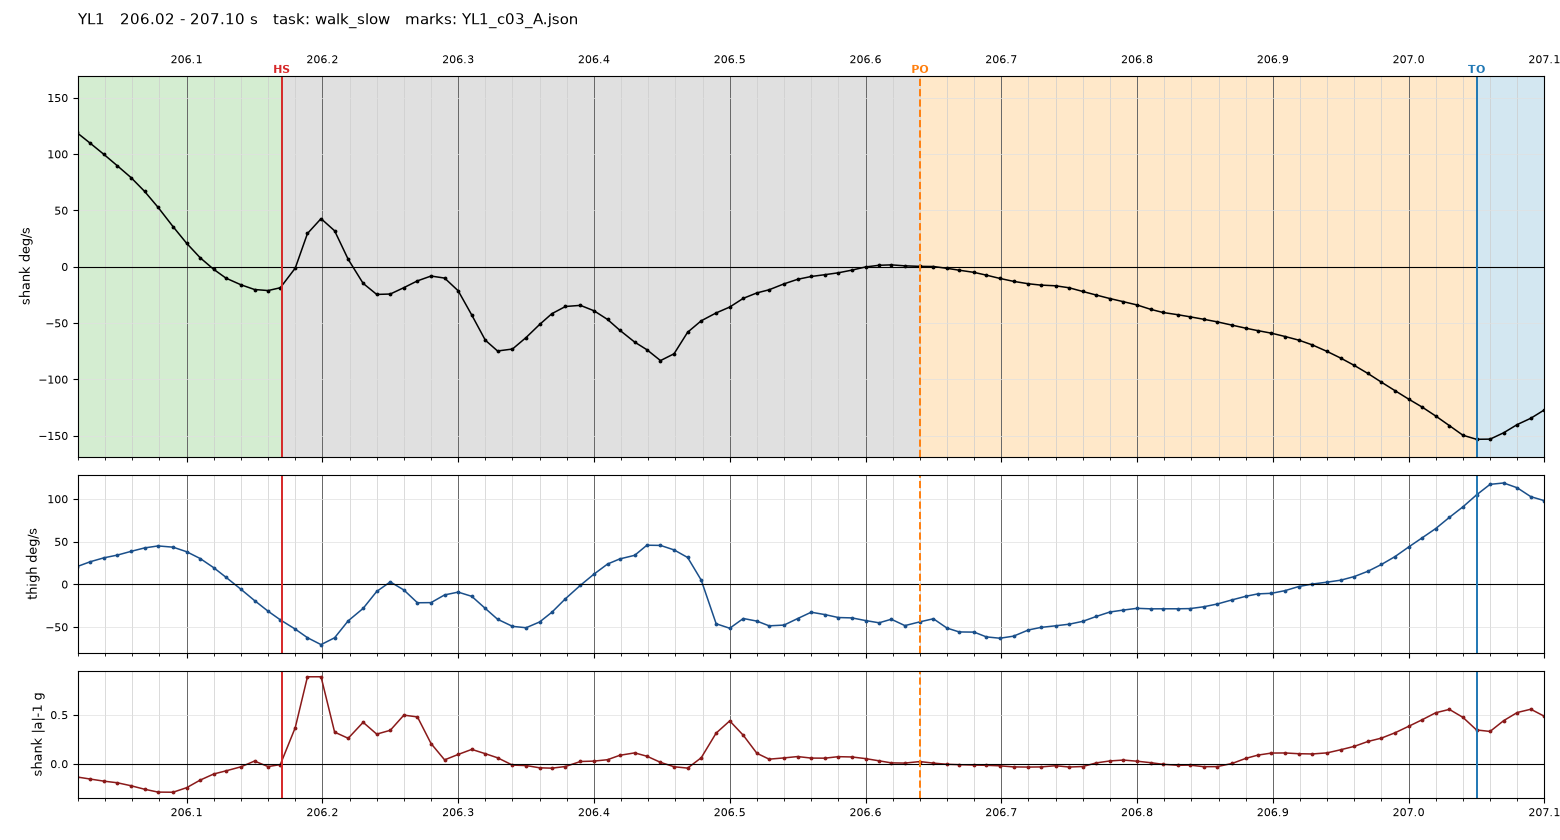 YL1   206.02 - 207.10 s   task: walk_slow   marks: YL1_c03_A.json
206.1 206.2 206.3 206.4 206.5 206.6 206.7 206.8 206.9 207.0 207.1
HS PO TO
shank deg/s
150
100
50
0
−50
−100
−150
thigh deg/s
100
50
0
−50
shank |a|-1 g
0.5
0.0
206.1 206.2 206.3 206.4 206.5 206.6 206.7 206.8 206.9 207.0 207.1